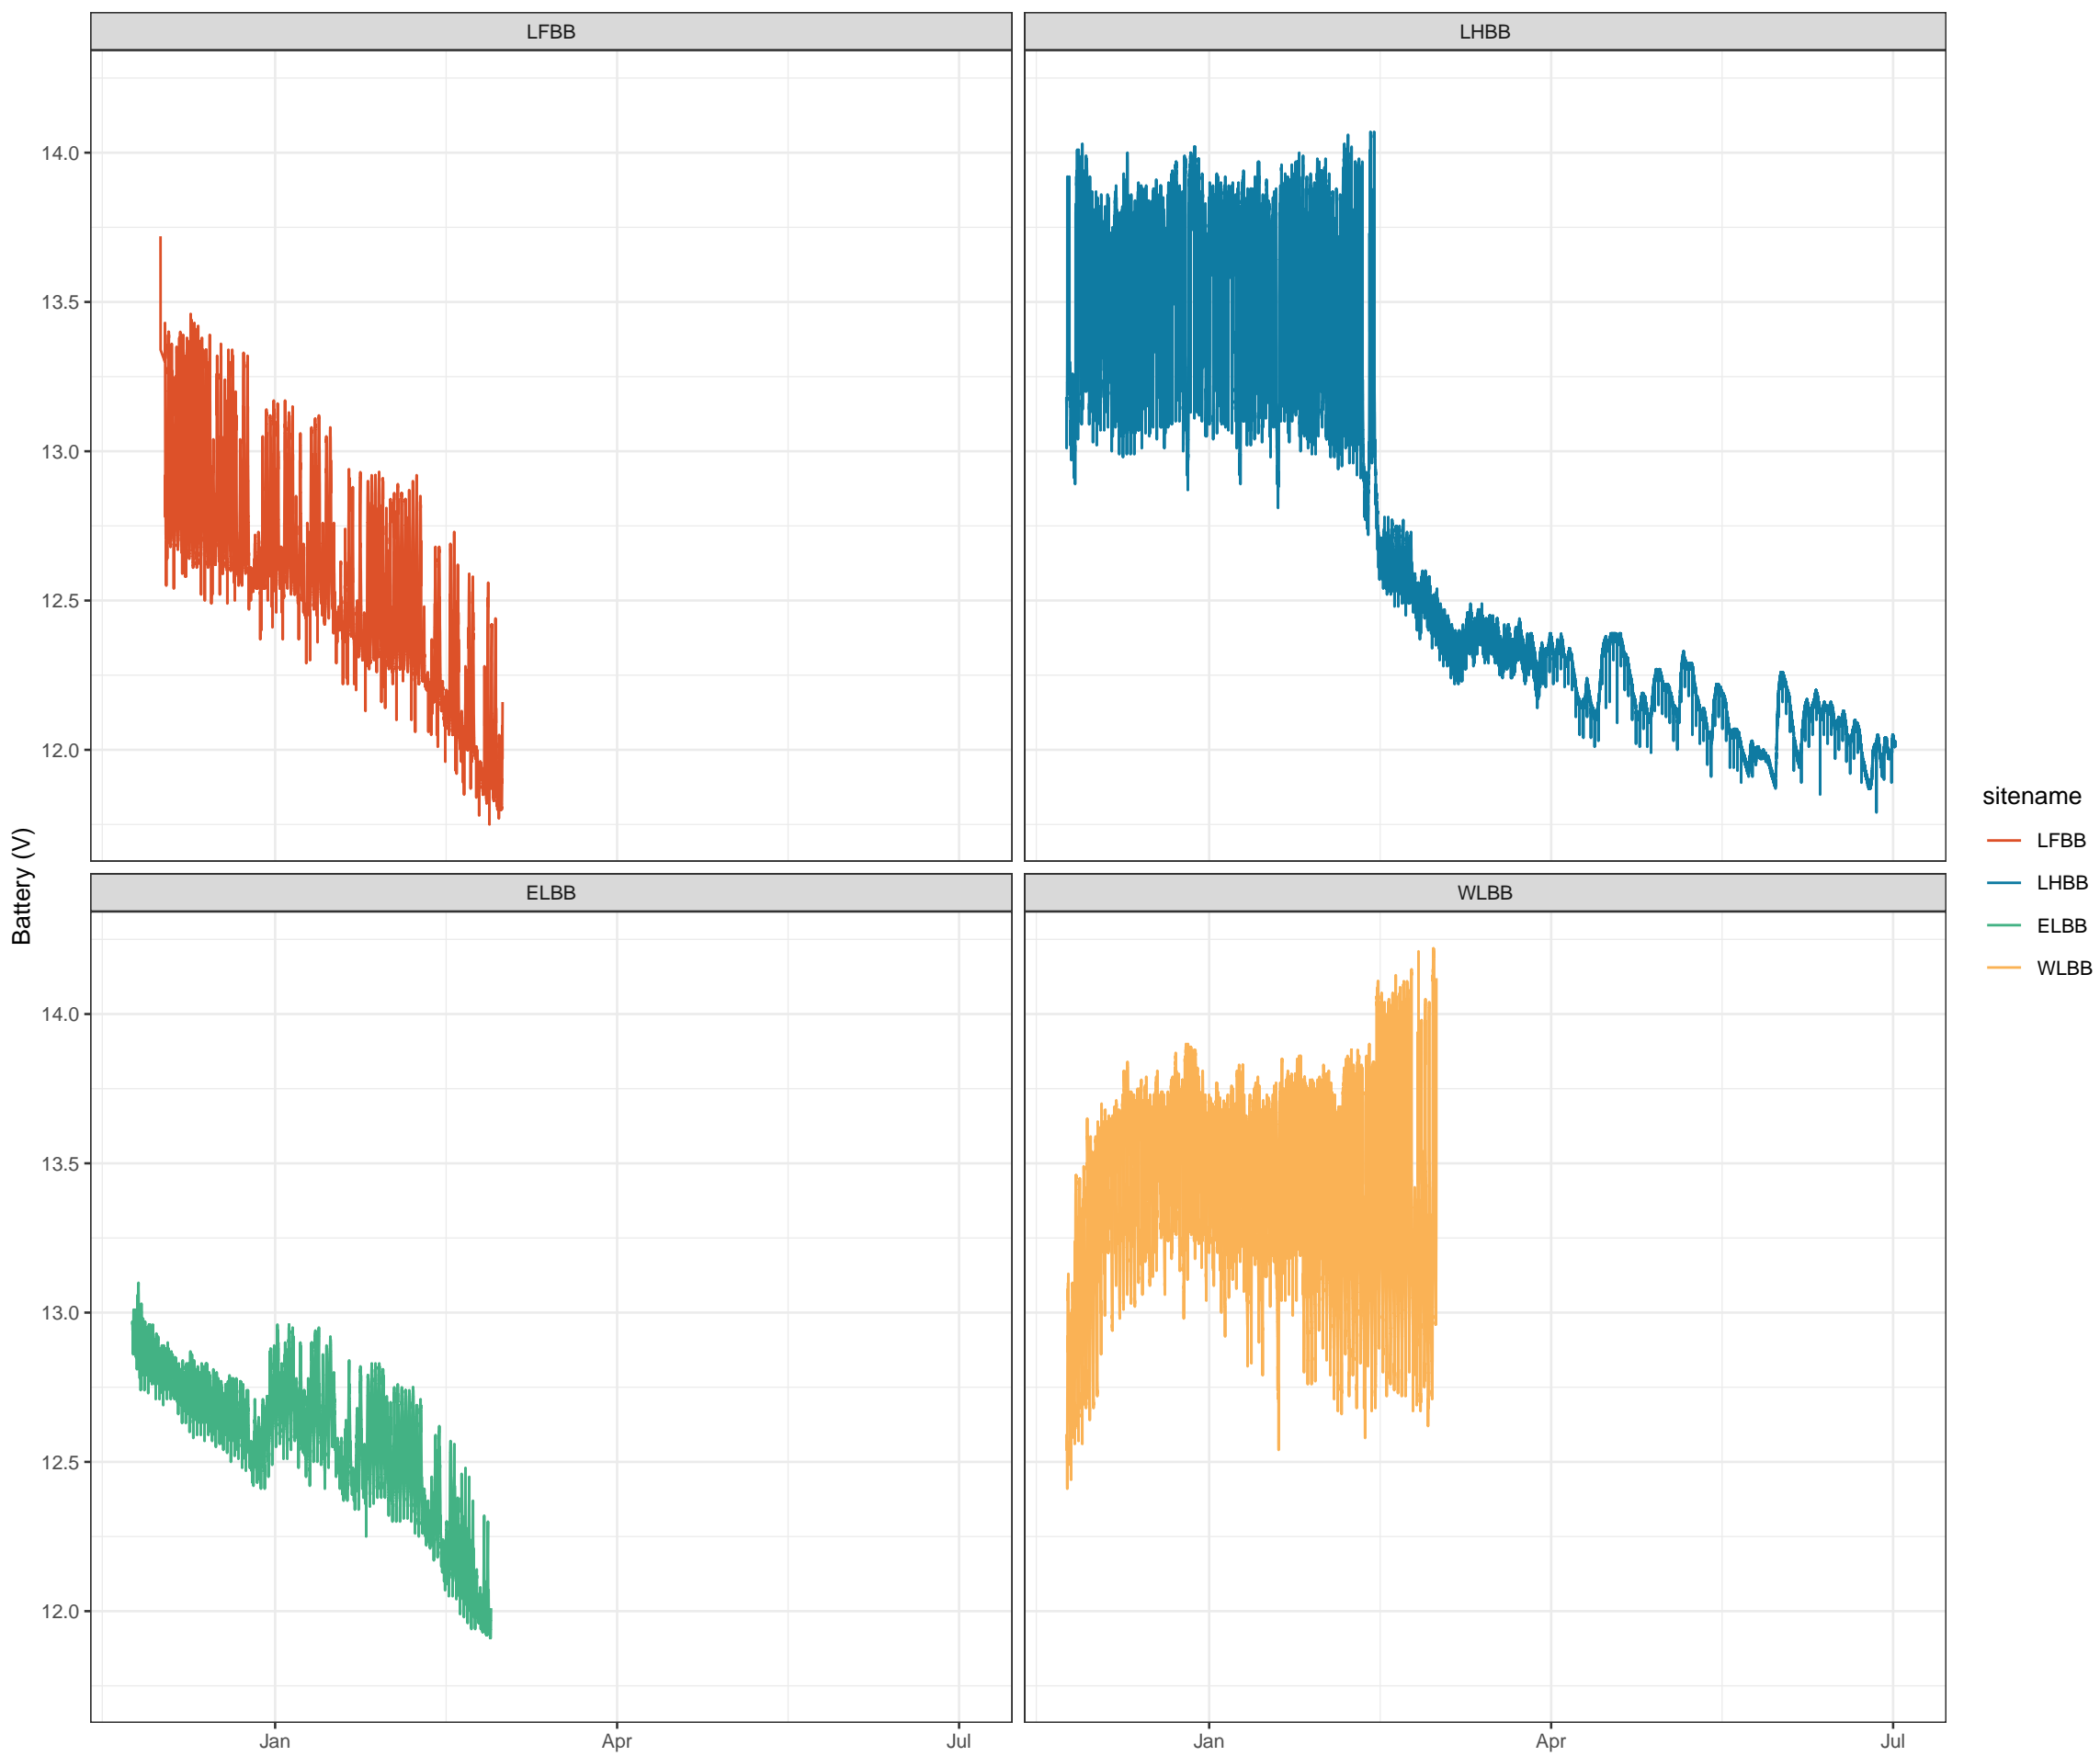 LFBB
LHBB
14.0
13.5
13.0
12.5
12.0
Battery (V)
ELBB
WLBB
14.0
13.5
13.0
12.5
12.0
Jan
Apr
Jul
Jan
Apr
Jul
sitename
LFBB
LHBB
ELBB
WLBB